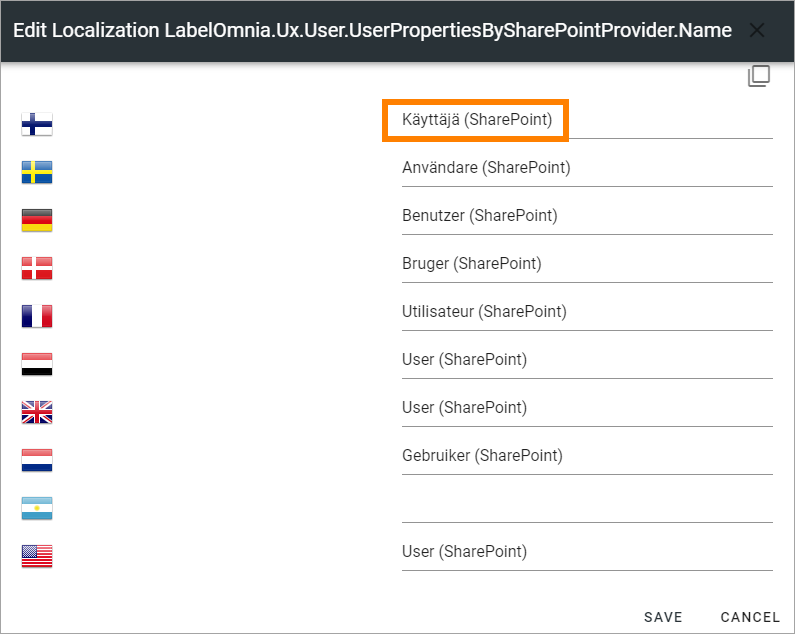 Edit Localization LabelOmnia.Ux.User.UserPropertiesBySharePointProvider.Name
Käyttäjä (SharePoint)
Användare (SharePoint)
Benutzer (SharePoint)
Bruger (SharePoint)
Utilisateur (SharePoint)
User (SharePoint)
User (SharePoint)
Gebruiker (SharePoint)
User (SharePoint)
SAVE CANCEL